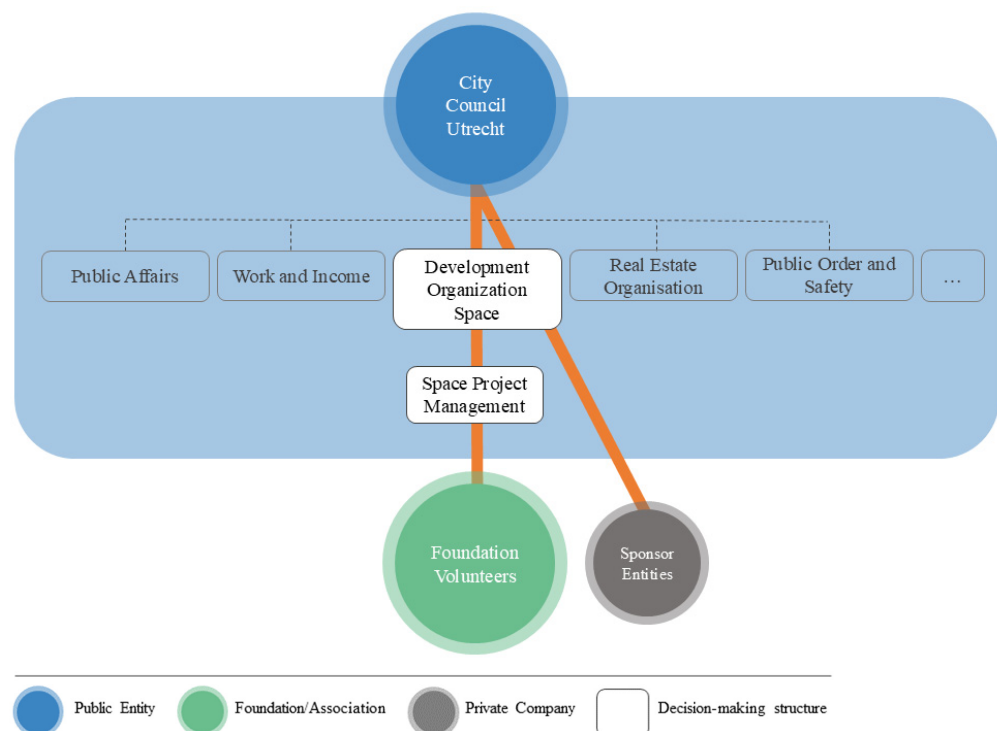 City
Council
Utrecht
Public Affairs
Work and Income
Development
Organization
Space
Real Estate
Organisation
Public Order and
Safety
...
Space Project
Management
Foundation
Volunteers
Sponsor
Entities
Public Entity
Foundation/Association
Private Company
Decision-making structure